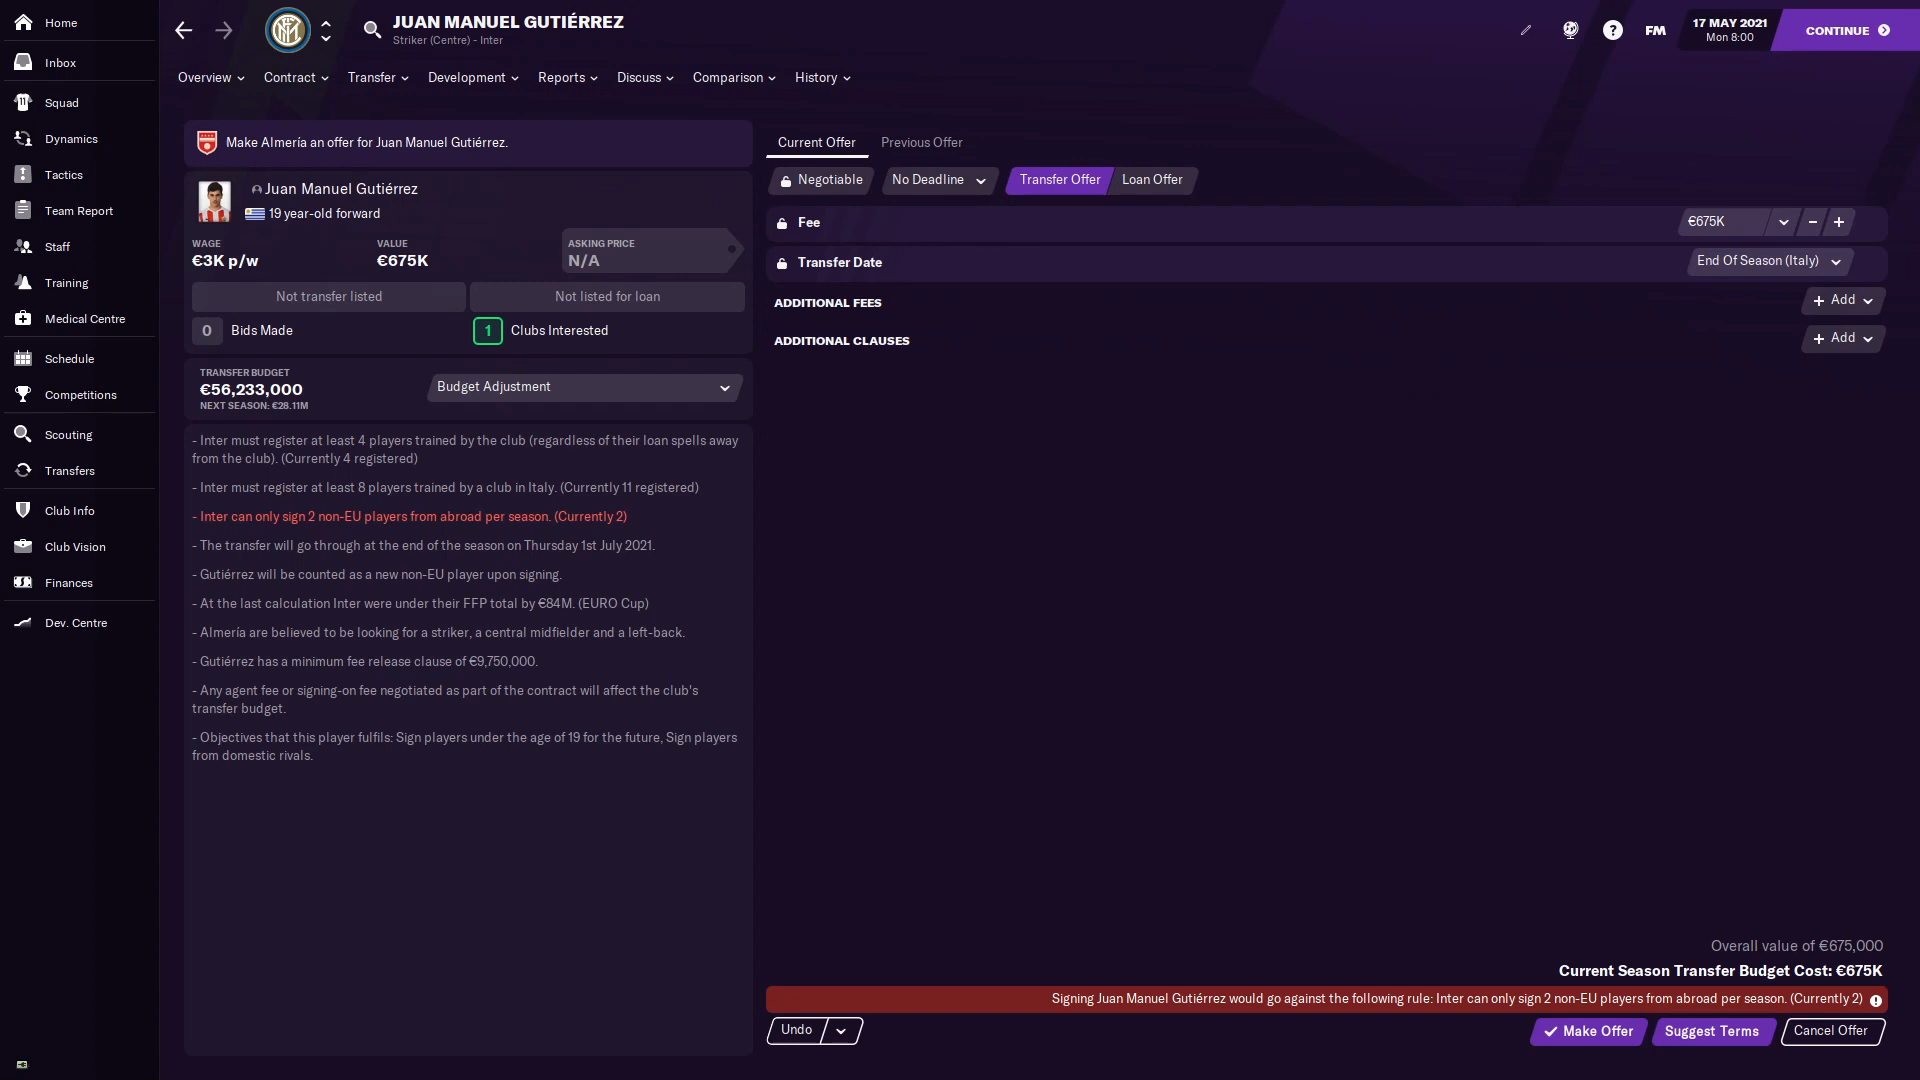 Home
Inbox
Squad
Dynamics
Tactics
Team Report
Staff
Training
Medical Centre
Schedule
Competitions
Scouting
Transfers
Club Info
Club Vision
Finances
Dev. Centre
JUAN MANUEL GUTIÉRREZ
Striker (Centre) - Inter
FM
17 MAY 2021
Mon 8:00
CONTINUE
Overview
Contract
Transfer
Development
Reports
Discuss
Comparison
History
Make Almería an offer for Juan Manuel Gutiérrez.
Juan Manuel Gutiérrez
19 year-old forward
WAGE
€3K p/w
VALUE
€675K
ASKING PRICE
N/A
Not transfer listed
Not listed for loan
0 Bids Made
1 Clubs Interested
TRANSFER BUDGET
€56,233,000
NEXT SEASON: €28.11M
Budget Adjustment
- Inter must register at least 4 players trained by the club (regardless of their loan spells away
from the club). (Currently 4 registered)
- Inter must register at least 8 players trained by a club in Italy. (Currently 11 registered)
- Inter can only sign 2 non-EU players from abroad per season. (Currently 2)
- The transfer will go through at the end of the season on Thursday 1st July 2021.
- Gutiérrez will be counted as a new non-EU player upon signing.
- At the last calculation Inter were under their FFP total by €84M. (EURO Cup)
- Almería are believed to be looking for a striker, a central midfielder and a left-back.
- Gutiérrez has a minimum fee release clause of €9,750,000.
- Any agent fee or signing-on fee negotiated as part of the contract will affect the club's
transfer budget.
- Objectives that this player fulfils: Sign players under the age of 19 for the future, Sign players
from domestic rivals.
Current Offer
Previous Offer
Negotiable
No Deadline
Transfer Offer
Loan Offer
Fee
€675K
Transfer Date
End Of Season (Italy)
ADDITIONAL FEES
+ Add
ADDITIONAL CLAUSES
+ Add
Overall value of €675,000
Current Season Transfer Budget Cost: €675K
Signing Juan Manuel Gutiérrez would go against the following rule: Inter can only sign 2 non-EU players from abroad per season. (Currently 2)
Undo
Make Offer
Suggest Terms
Cancel Offer